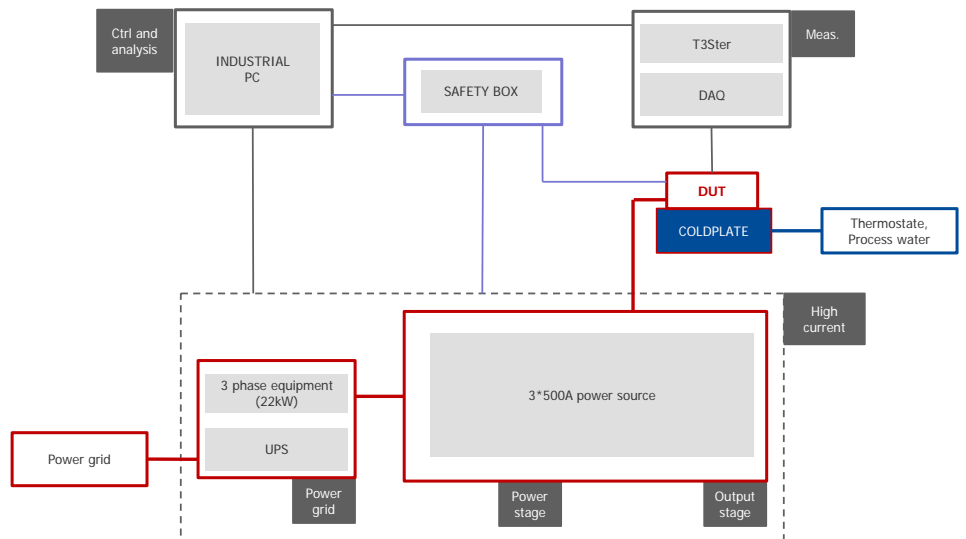 Ctrl and
analysis
INDUSTRIAL
PC
T3Ster
Meas.
SAFETY BOX
DAQ
DUT
COLDPLATE
Thermostate,
Process water
High
current
3 phase equipment
(22kW)
3*500A power source
UPS
Power grid
Power
grid
Power
stage
Output
stage